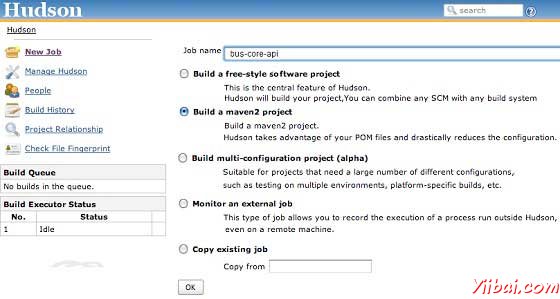 Hudson
search
Hudson
New Job
Manage Hudson
People
Build History
Project Relationship
Check File Fingerprint
Build Queue
No builds in the queue.
Build Executor Status
No. Status
1 Idle
Job name bus-core-api
Build a free-style software project
This is the central feature of Hudson.
Hudson will build your project,You can combine any SCM with any build system
Build a maven2 project
Build a maven2 project.
Hudson takes advantage of your POM files and drastically reduces the configuration.
Build multi-configuration project (alpha)
Suitable for projects that need a large number of different configurations,
such as testing on multiple environments, platform-specific builds, etc.
Monitor an external job
This type of job allows you to record the execution of a process run outside Hudson,
even on a remote machine.
Copy existing job
Copy from
OK
Yiibai.com